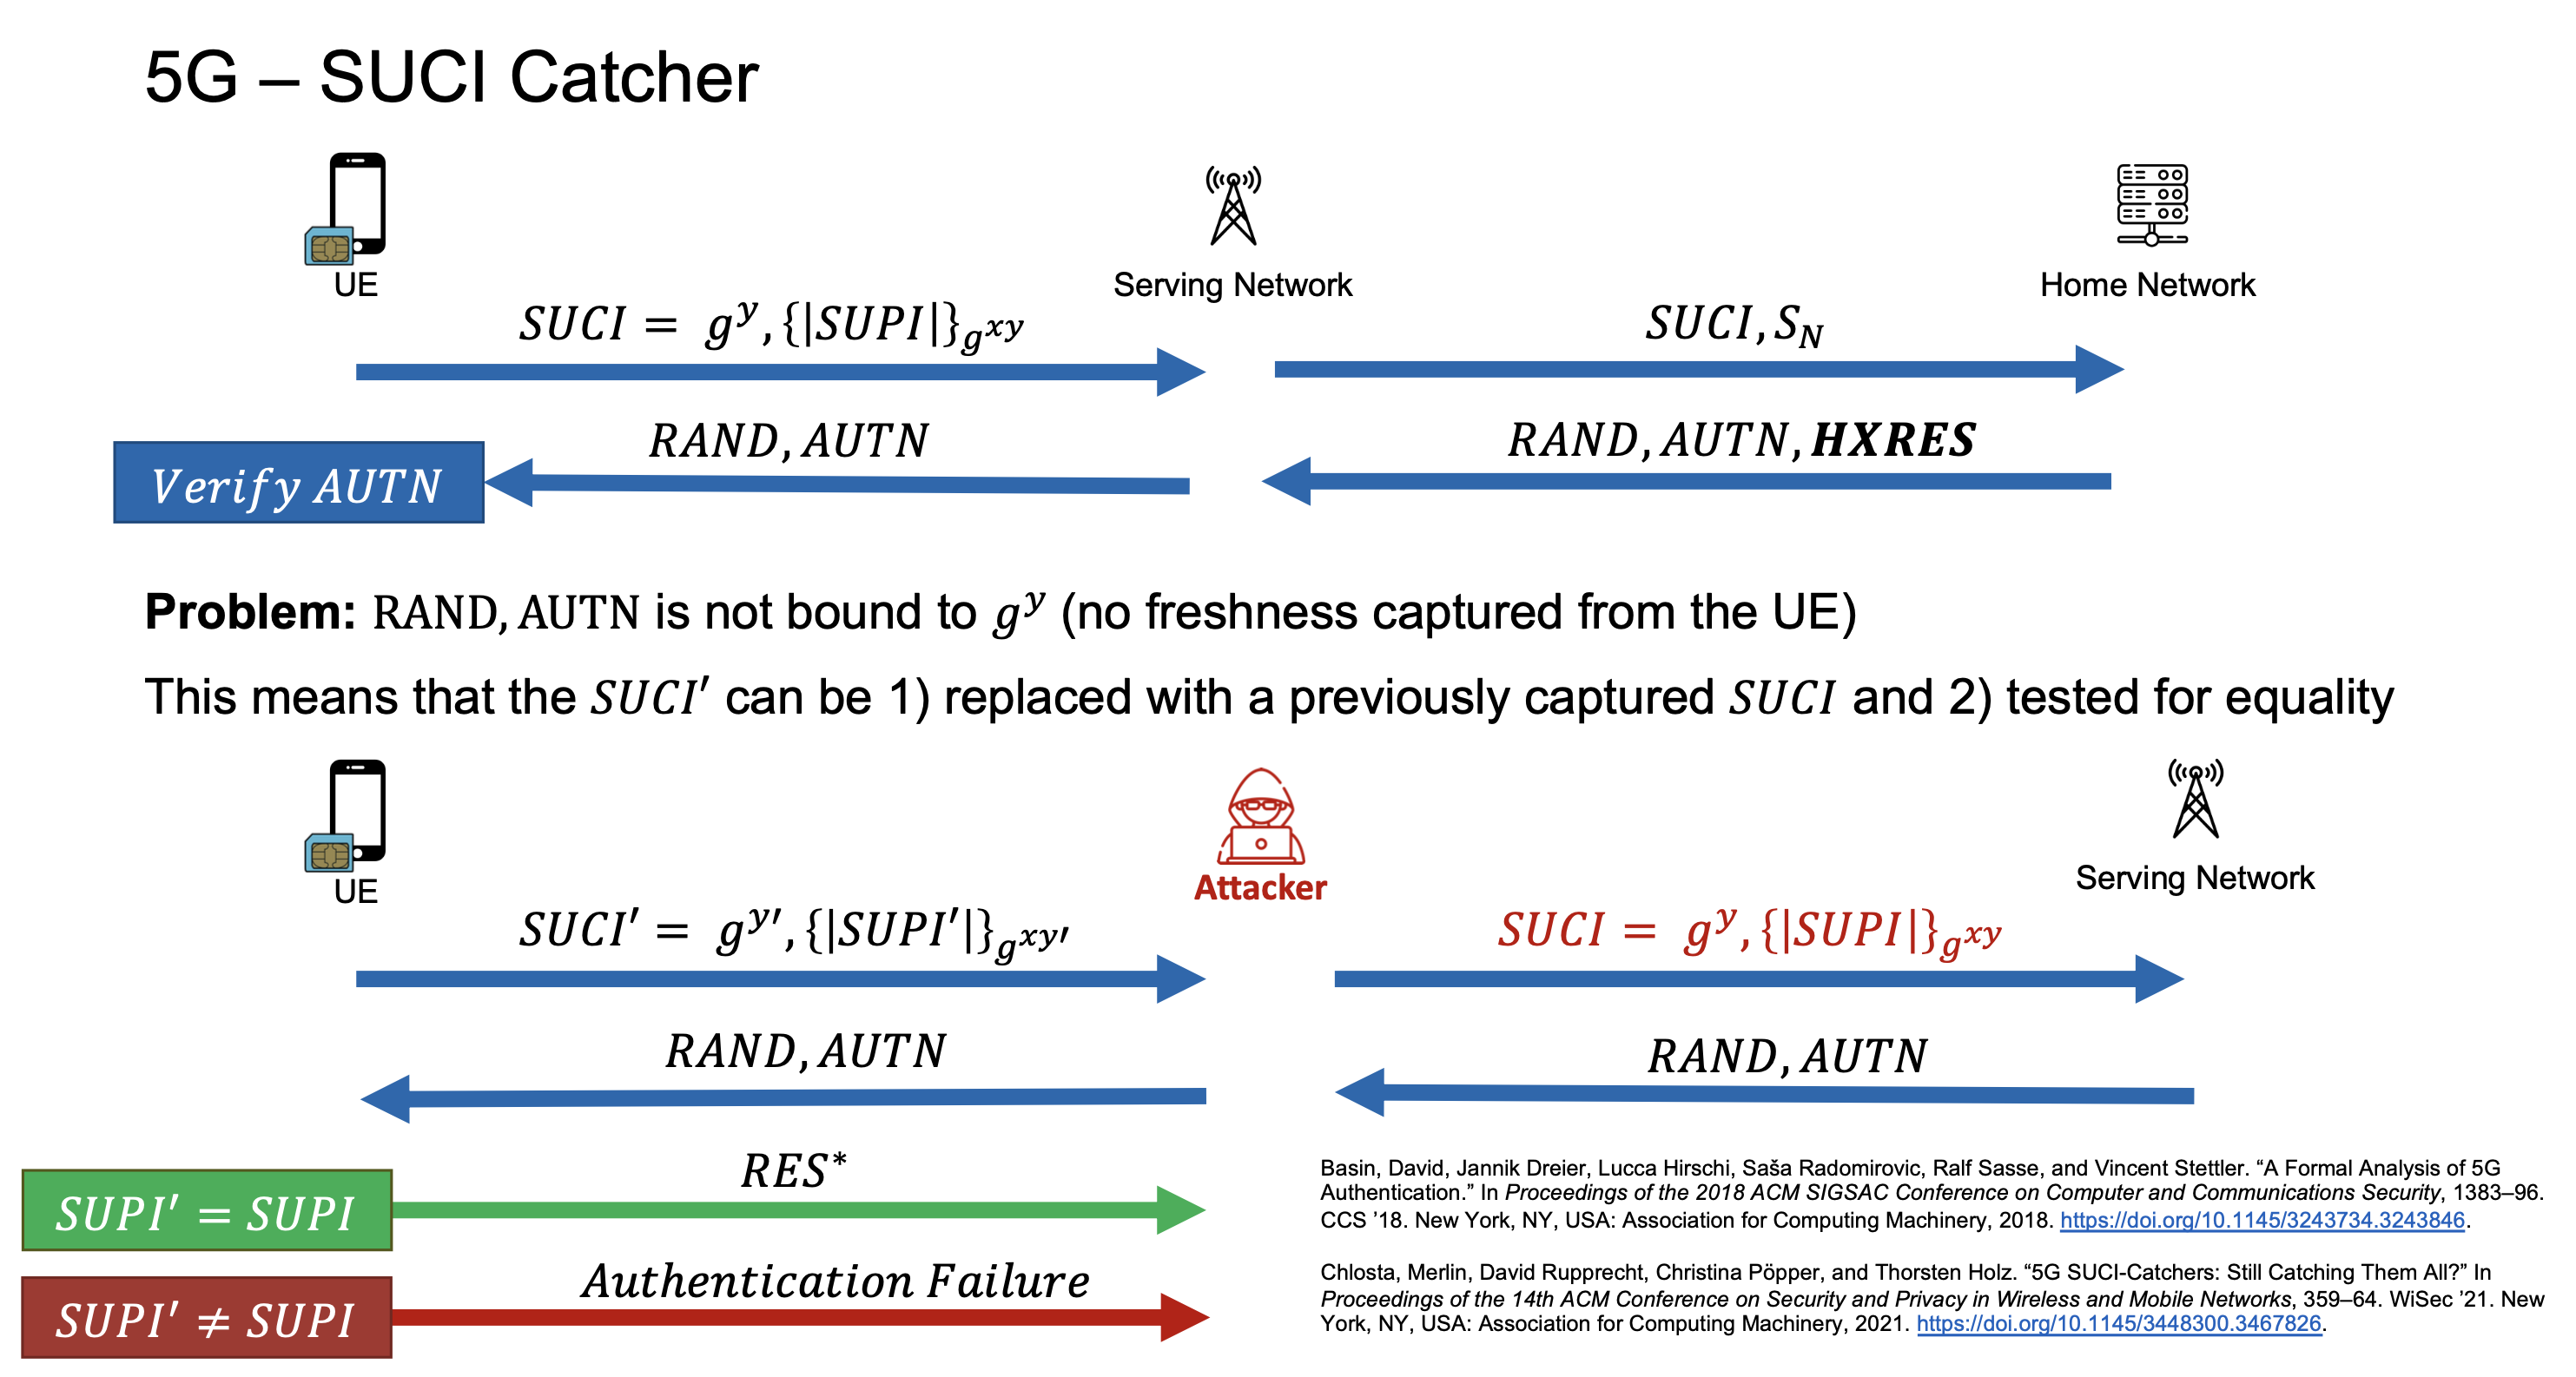 5G – SUCI Catcher
UE
Serving Network
Home Network
SUCI = g^y, {|SUPI|}_{g^{xy}}
SUCI, S_N
RAND, AUTN
RAND, AUTN, HXRES
Verify AUTN
Problem: RAND, AUTN is not bound to g^y (no freshness captured from the UE)
This means that the SUCI′ can be 1) replaced with a previously captured SUCI and 2) tested for equality
UE
Attacker
Serving Network
SUCI′ = g^{y′}, {|SUPI′|}_{g^{xy′}}
SUCI = g^y, {|SUPI|}_{g^{xy}}
RAND, AUTN
RAND, AUTN
RES*
SUPI′ = SUPI
Authentication Failure
SUPI′ ≠ SUPI
Basin, David, Jannik Dreier, Lucca Hirschi, Saša Radomirovic, Ralf Sasse, and Vincent Stettler. “A Formal Analysis of 5G
Authentication.” In Proceedings of the 2018 ACM SIGSAC Conference on Computer and Communications Security, 1383–96.
CCS ’18. New York, NY, USA: Association for Computing Machinery, 2018. https://doi.org/10.1145/3243734.3243846.
Chlosta, Merlin, David Rupprecht, Christina Pöpper, and Thorsten Holz. “5G SUCI-Catchers: Still Catching Them All?” In
Proceedings of the 14th ACM Conference on Security and Privacy in Wireless and Mobile Networks, 359–64. WiSec ’21. New
York, NY, USA: Association for Computing Machinery, 2021. https://doi.org/10.1145/3448300.3467826.